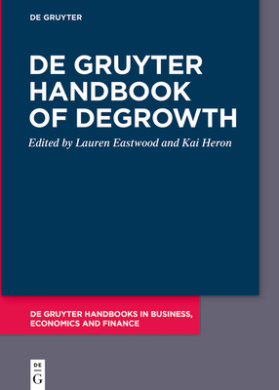 DE GRUYTER
DE GRUYTER
HANDBOOK
OF DEGROWTH
Edited by Lauren Eastwood and Kai Heron
DE GRUYTER HANDBOOKS IN BUSINESS,
ECONOMICS AND FINANCE
DE
G